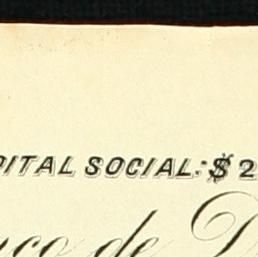 PITAL SOCIAL: $ 2
nco de